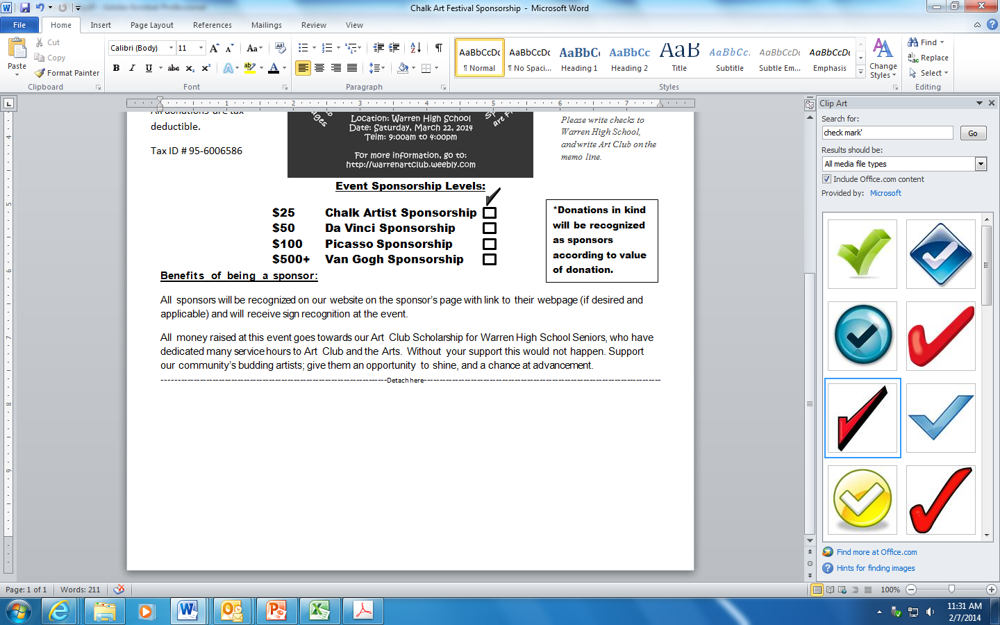 Chalk Art Festival Sponsorship - Microsoft Word
File Home Insert Page Layout References Mailings Review View
Paste
Cut
Copy
Format Painter
Clipboard
Calibri (Body) 11
Font
Paragraph
AaBbCcDc AaBbCcDc AaBbC AaBbCc AaB AaBbCc. AaBbCcDc AaBbCcDc
¶ Normal ¶ No Spaci... Heading 1 Heading 2 Title Subtitle Subtle Em... Emphasis
Change Styles
Styles
Find
Replace
Select
Editing
All donations are tax
deductible.
Tax ID # 95-6006586
are
Location: Warren High School
Date: Saturday, March 22, 2014
Teim: 9:00am to 4:00pm
For more information, go to:
http://warrenartclub.weebly.com
Please write checks to
Warren High School,
and write Art Club on the
memo line.
Event Sponsorship Levels:
$25 Chalk Artist Sponsorship
$50 Da Vinci Sponsorship
$100 Picasso Sponsorship
$500+ Van Gogh Sponsorship
*Donations in kind
will be recognized
as sponsors
according to value
of donation.
Benefits of being a sponsor:
All sponsors will be recognized on our website on the sponsor's page with link to their webpage (if desired and
applicable) and will receive sign recognition at the event.
All money raised at this event goes towards our Art Club Scholarship for Warren High School Seniors, who have
dedicated many service hours to Art Club and the Arts. Without your support this would not happen. Support
our community's budding artists; give them an opportunity to shine, and a chance at advancement.
Detach here
Clip Art
Search for:
check mark'
Go
Results should be:
All media file types
Include Office.com content
Provided by: Microsoft
Find more at Office.com
Hints for finding images
Page: 1 of 1 Words: 211
100%
11:31 AM
2/7/2014